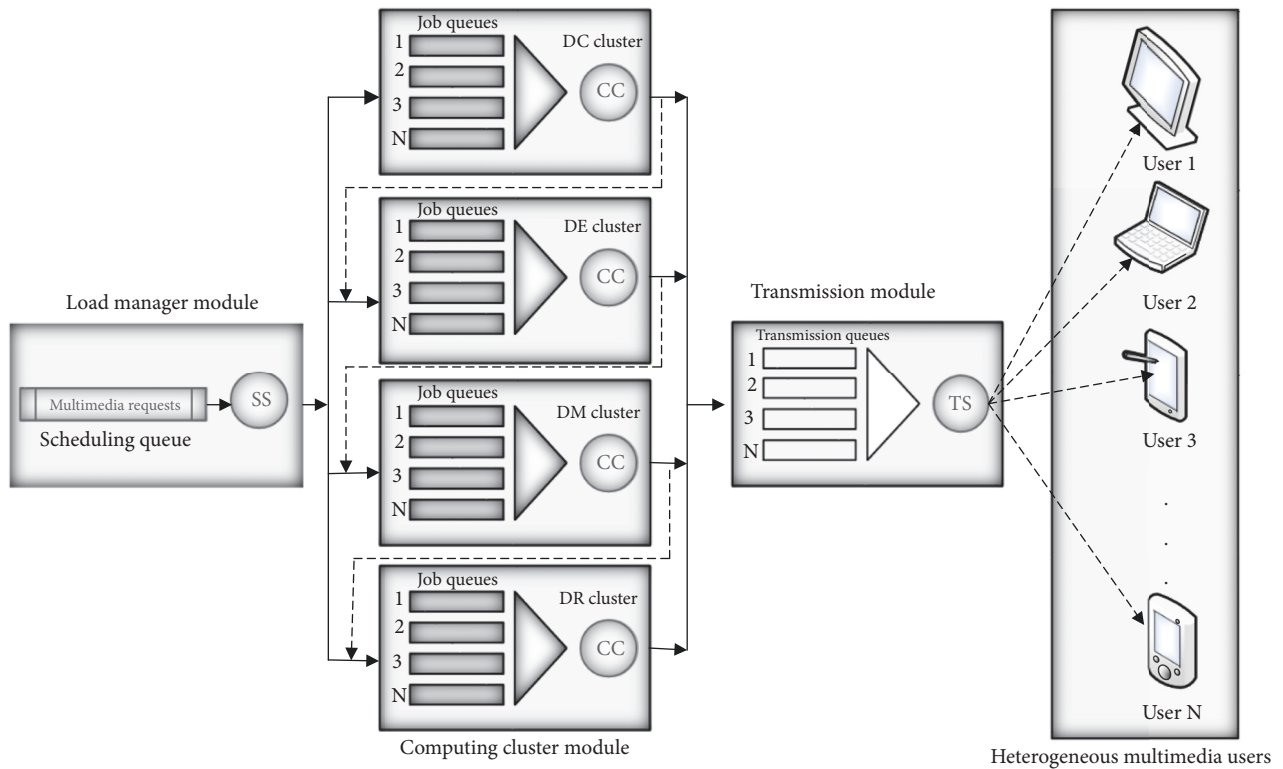 Load manager module
Multimedia requests
SS
Scheduling queue
Job queues
DC cluster
1
2
3
N
CC
Job queues
DE cluster
1
2
3
N
CC
Job queues
DM cluster
1
2
3
N
CC
Job queues
DR cluster
1
2
3
N
CC
Computing cluster module
Transmission module
Transmission queues
1
2
3
N
TS
User 1
User 2
User 3
.
.
.
User N
Heterogeneous multimedia users